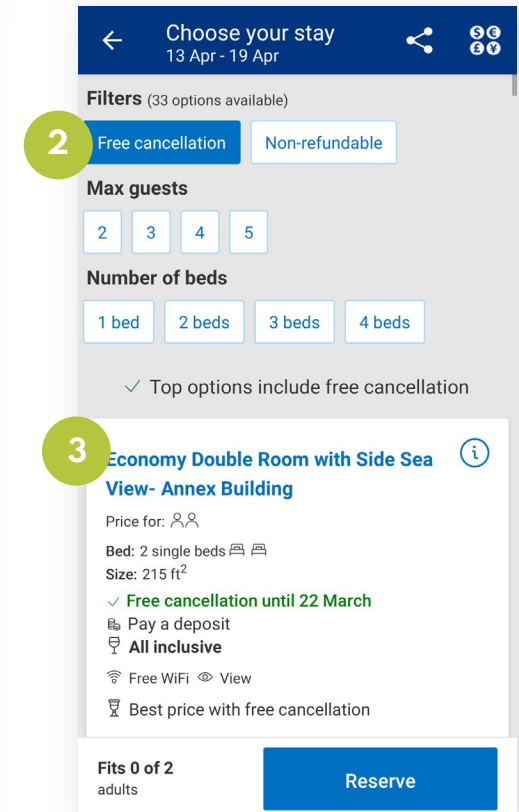 Choose your stay
13 Apr - 19 Apr
$ €
£ ¥
Filters (33 options available)
2
Free cancellation Non-refundable
Max guests
2 3 4 5
Number of beds
1 bed 2 beds 3 beds 4 beds
✓ Top options include free cancellation
3
Economy Double Room with Side Sea
View- Annex Building
i
Price for:
Bed: 2 single beds
Size: 215 ft²
✓ Free cancellation until 22 March
Pay a deposit
All inclusive
Free WiFi View
Best price with free cancellation
Fits 0 of 2
adults
Reserve